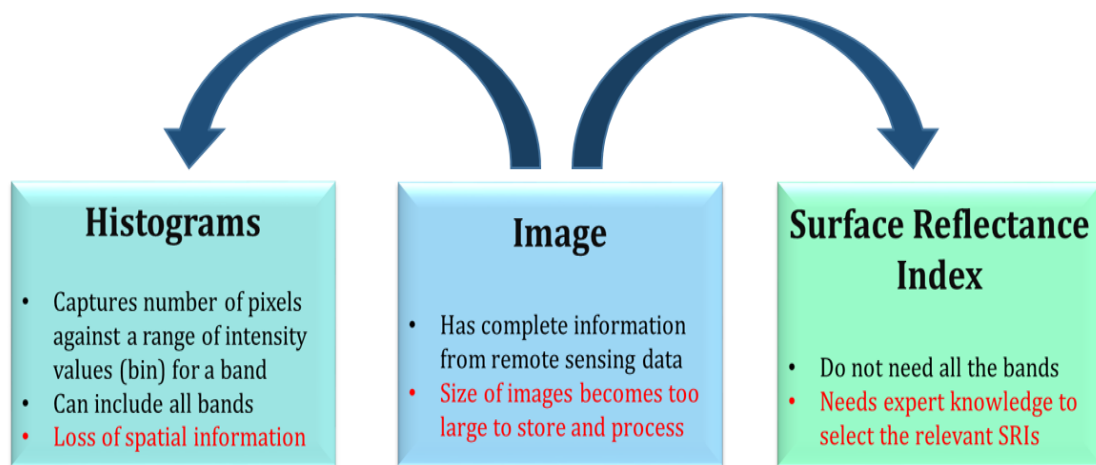 Histograms
• Captures number of pixels
against a range of intensity
values (bin) for a band
• Can include all bands
• Loss of spatial information
Image
• Has complete information
from remote sensing data
• Size of images becomes too
large to store and process
Surface Reflectance
Index
• Do not need all the bands
• Needs expert knowledge to
select the relevant SRIs